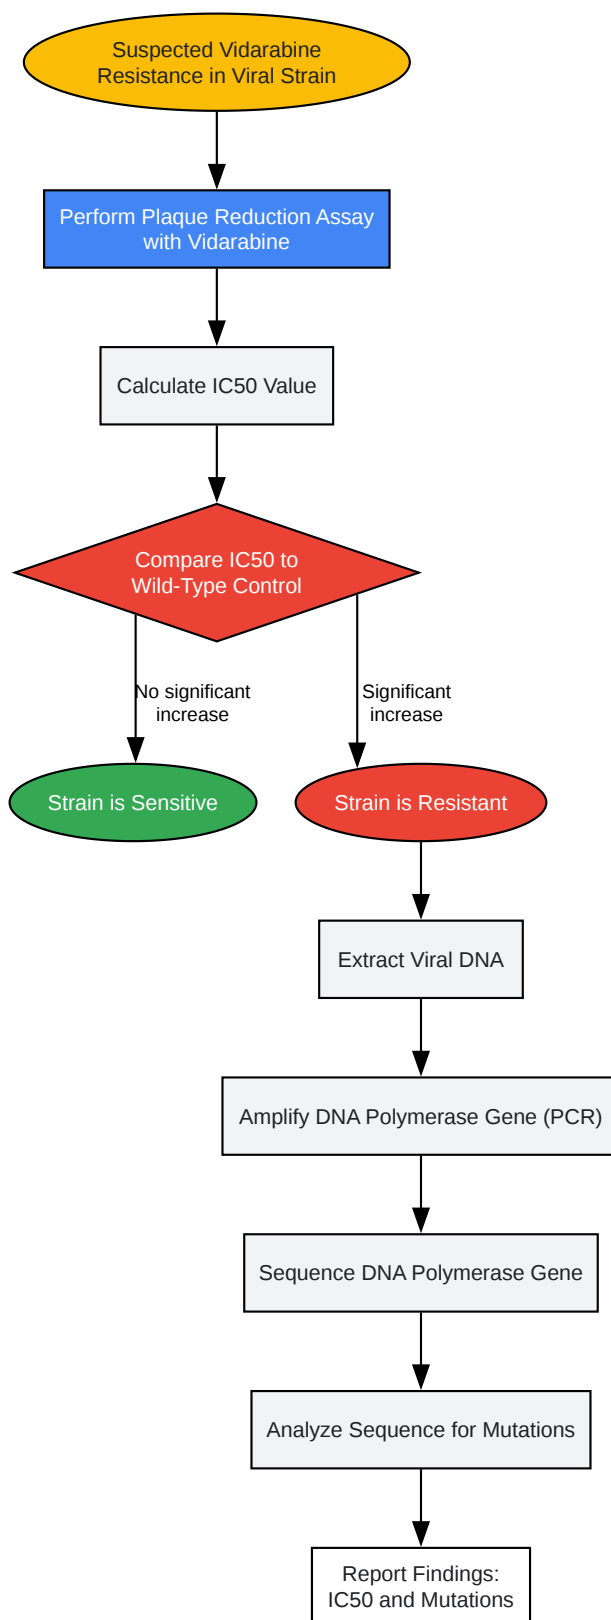 Suspected Vidarabine
Resistance in Viral Strain
Perform Plaque Reduction Assay
with Vidarabine
Calculate IC50 Value
Compare IC50 to
Wild-Type Control
No significant
increase
Significant
increase
Strain is Sensitive
Strain is Resistant
Extract Viral DNA
Amplify DNA Polymerase Gene (PCR)
Sequence DNA Polymerase Gene
Analyze Sequence for Mutations
Report Findings:
IC50 and Mutations